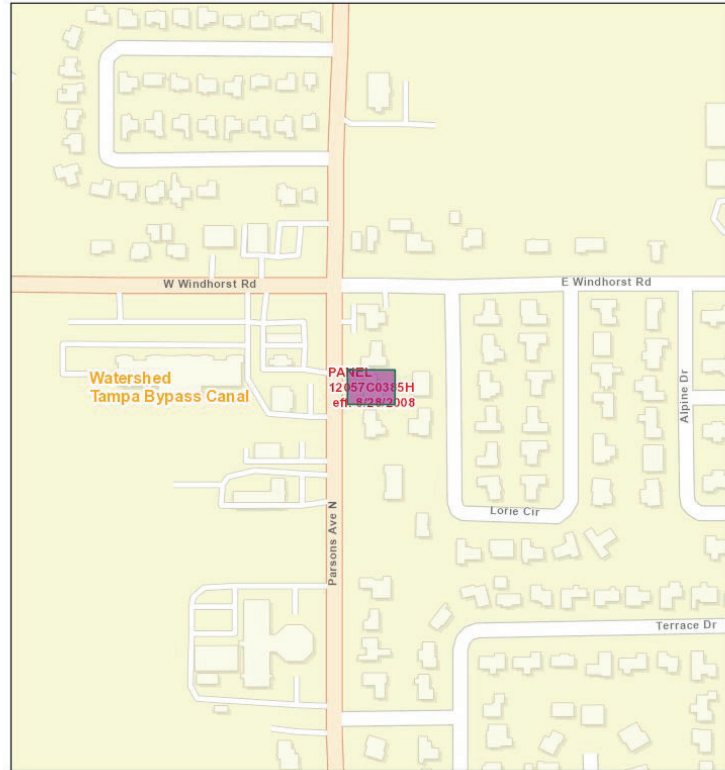 W Windhorst Rd
E Windhorst Rd
PANEL
12057C0385H
eff. 8/28/2008
Watershed
Tampa Bypass Canal
Alpine Dr
Lorie Cir
Parsons Ave N
Terrace Dr